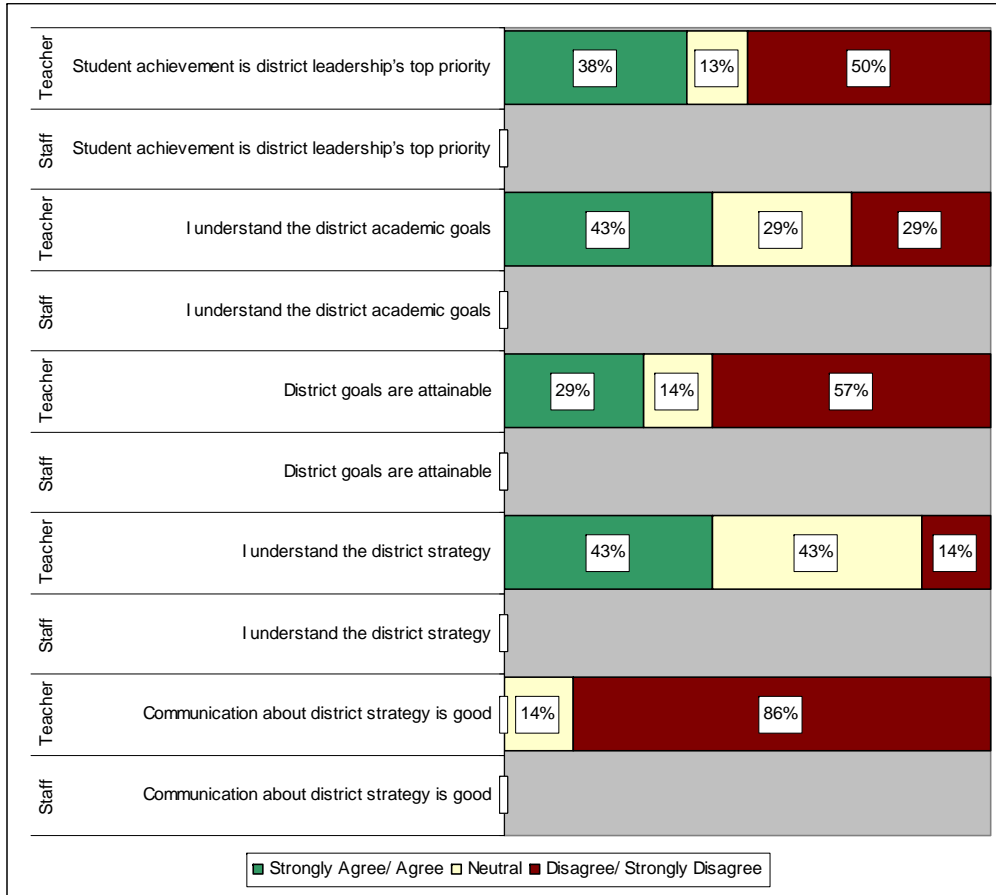 Teacher
Student achievement is district leadership's top priority
38%
13%
50%
Staff
Student achievement is district leadership's top priority
Teacher
I understand the district academic goals
43%
29%
29%
Staff
I understand the district academic goals
Teacher
District goals are attainable
29%
14%
57%
Staff
District goals are attainable
Teacher
I understand the district strategy
43%
43%
14%
Staff
I understand the district strategy
Teacher
Communication about district strategy is good
14%
86%
Staff
Communication about district strategy is good
Strongly Agree/ Agree
Neutral
Disagree/ Strongly Disagree